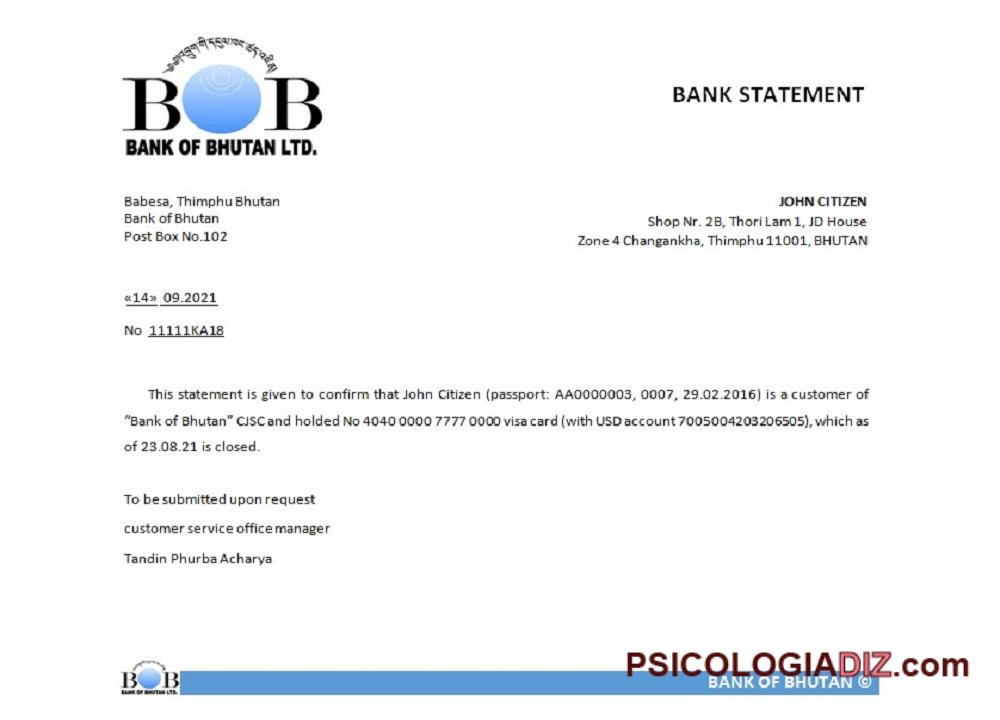 BOB
BANK OF BHUTAN LTD.
BANK STATEMENT
Babesa, Thimphu Bhutan
Bank of Bhutan
Post Box No.102
JOHN CITIZEN
Shop Nr. 2B, Thori Lam 1, JD House
Zone 4 Changankha, Thimphu 11001, BHUTAN
«14» 09.2021
No 11111KA18
This statement is given to confirm that John Citizen (passport: AA0000003, 0007, 29.02.2016) is a customer of
“Bank of Bhutan” CJSC and holded No 4040 0000 7777 0000 visa card (with USD account 7005004203206505), which as
of 23.08.21 is closed.
To be submitted upon request
customer service office manager
Tandin Phurba Acharya
BOB
BANK OF BHUTAN LTD.
PSICOLOGIADIZ.com
BANK OF BHUTAN ©